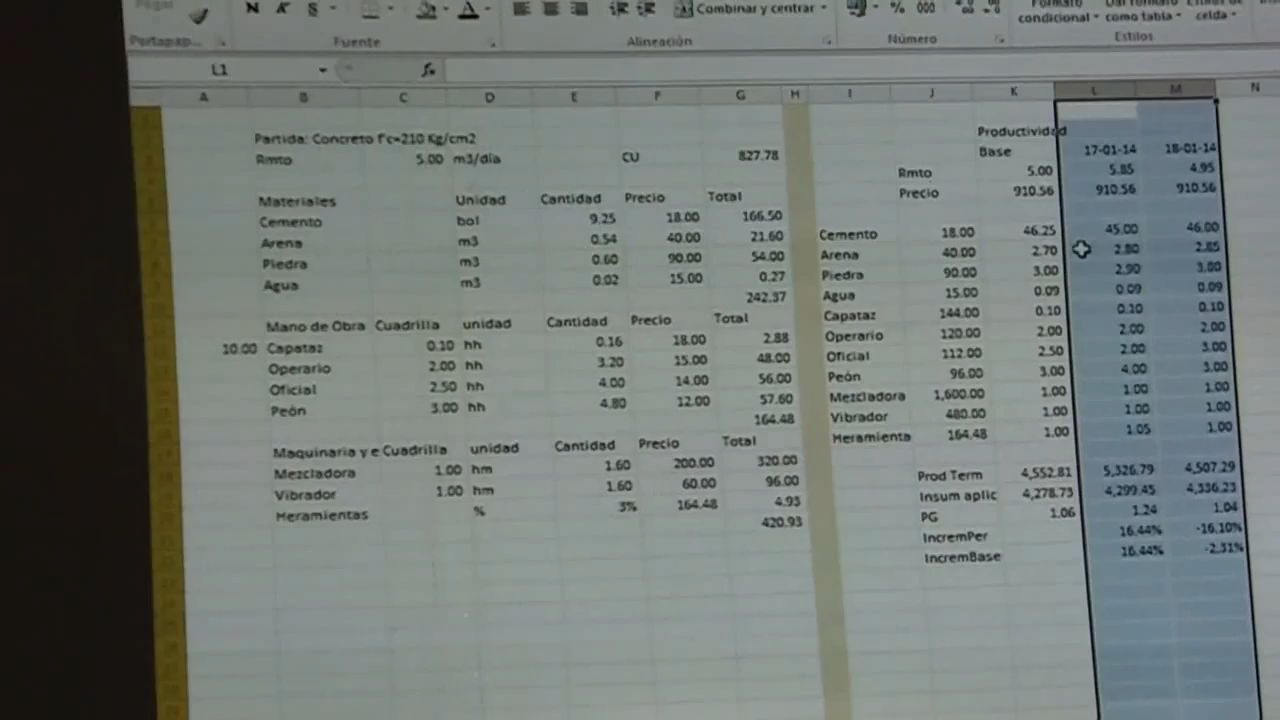 N K S Combinar y centrar % 000 Formato
condicional como tabla celda
Portapap... Fuente Alineación Número Estilos
L1 fx
A B C D E F G H I J K L M N
Partida: Concreto f'c=210 Kg/cm2 Productividad
Rmto 5.00 m3/dia CU 827.78 Base 17-01-14 18-01-14
Rmto 5.00 5.85 4.95
Precio 910.56 910.56 910.56
Materiales Unidad Cantidad Precio Total
Cemento bol 9.25 18.00 166.50 Cemento 18.00 46.25 45.00 46.00
Arena m3 0.54 40.00 21.60 Arena 40.00 2.70 2.80 2.85
Piedra m3 0.60 90.00 54.00 Piedra 90.00 3.00 2.90 3.00
Agua m3 0.02 15.00 0.27 Agua 15.00 0.09 0.09 0.09
242.37 Capataz 144.00 0.10 0.10 0.10
Mano de Obra Cuadrilla unidad Cantidad Precio Total Operario 120.00 2.00 2.00 2.00
10.00 Capataz 0.10 hh 0.16 18.00 2.88 Oficial 112.00 2.50 2.00 3.00
Operario 2.00 hh 3.20 15.00 48.00 Peón 96.00 3.00 4.00 3.00
Oficial 2.50 hh 4.00 14.00 56.00 Mezcladora 1,600.00 1.00 1.00 1.00
Peón 3.00 hh 4.80 12.00 57.60 Vibrador 480.00 1.00 1.00 1.00
164.48 Heramienta 164.48 1.00 1.05 1.00
Maquinaria y e Cuadrilla unidad Cantidad Precio Total
Mezcladora 1.00 hm 1.60 200.00 320.00 Prod Term 4,552.81 5,326.79 4,507.29
Vibrador 1.00 hm 1.60 60.00 96.00 Insum aplic 4,278.73 4,299.45 4,336.23
Heramientas % 3% 164.48 4.93 PG 1.06 1.24 1.04
420.93 IncremPer 16.44% -16.10%
IncremBase 16.44% -2.31%